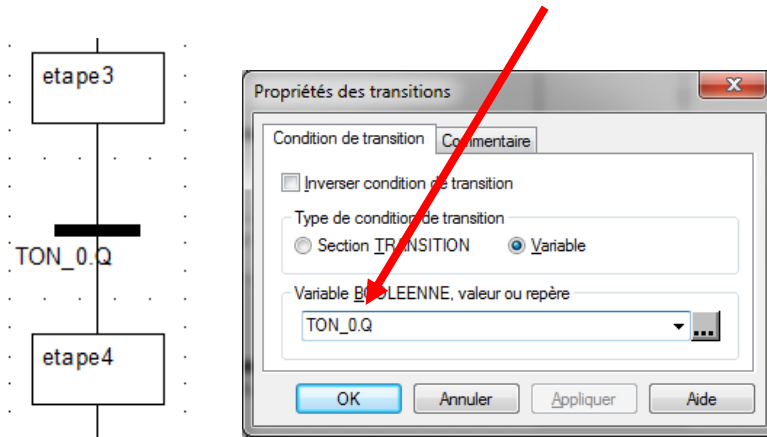 etape3
TON_0.Q
etape4
Propriétés des transitions
Condition de transition
Commentaire
Inverser condition de transition
Type de condition de transition
Section TRANSITION
Variable
Variable BOOLEENNE, valeur ou repère
TON_0.Q
...
OK
Annuler
Appliquer
Aide